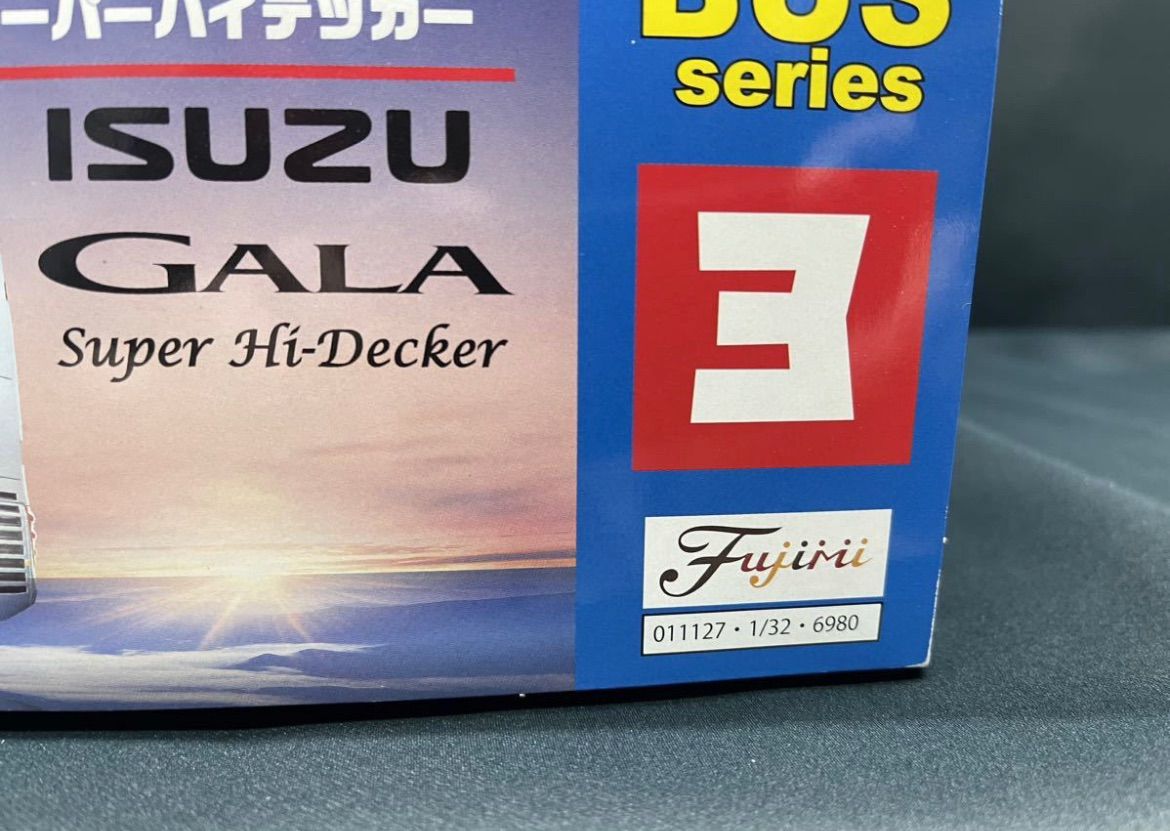 ーパーハイデッカー
ISUZU
GALA
Super Hi-Decker
BUS
series
3
Fujimi
011127・1/32・6980